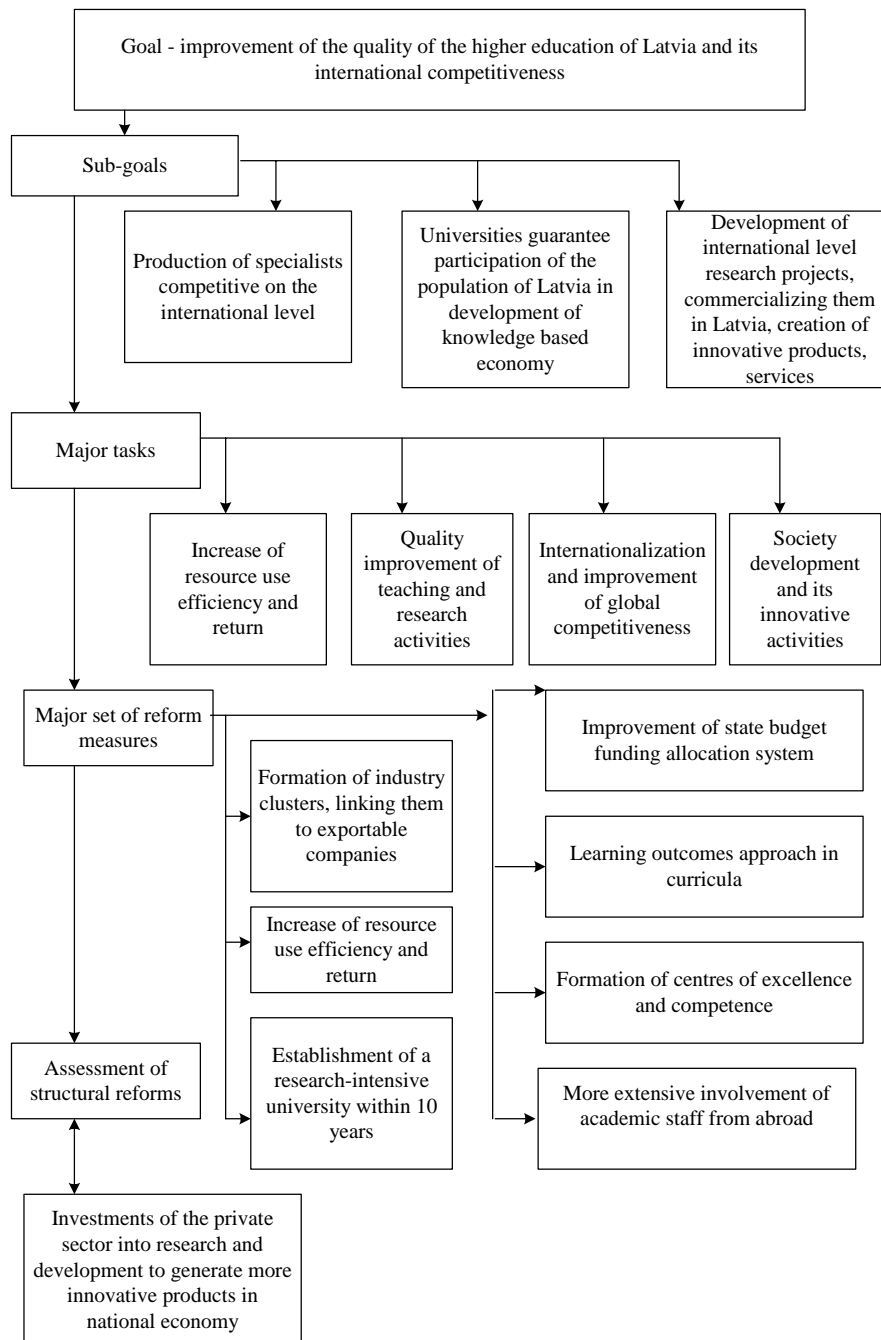 Goal - improvement of the quality of the higher education of Latvia and its
international competitiveness
Sub-goals
Production of specialists
competitive on the
international level
Universities guarantee
participation of the
population of Latvia in
development of
knowledge based
economy
Development of
international level
research projects,
commercializing them
in Latvia, creation of
innovative products,
services
Major tasks
Increase of
resource use
efficiency and
return
Quality
improvement of
teaching and
research
activities
Internationalization
and improvement
of global
competitiveness
Society
development
and its
innovative
activities
Major set of reform
measures
Formation of industry
clusters, linking them
to exportable
companies
Increase of resource
use efficiency and
return
Establishment of a
research-intensive
university within 10
years
Improvement of state budget
funding allocation system
Learning outcomes approach in
curricula
Formation of centres of excellence
and competence
More extensive involvement of
academic staff from abroad
Assessment of
structural reforms
Investments of the private
sector into research and
development to generate more
innovative products in
national economy